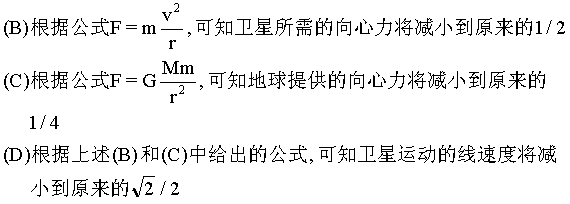 (B)根据公式F = m v²/r , 可知卫星所需的向心力将减小到原来的1 / 2
(C)根据公式F = G Mm/r² , 可知地球提供的向心力将减小到原来的
1 / 4
(D)根据上述(B)和(C)中给出的公式, 可知卫星运动的线速度将减
小到原来的√2 / 2